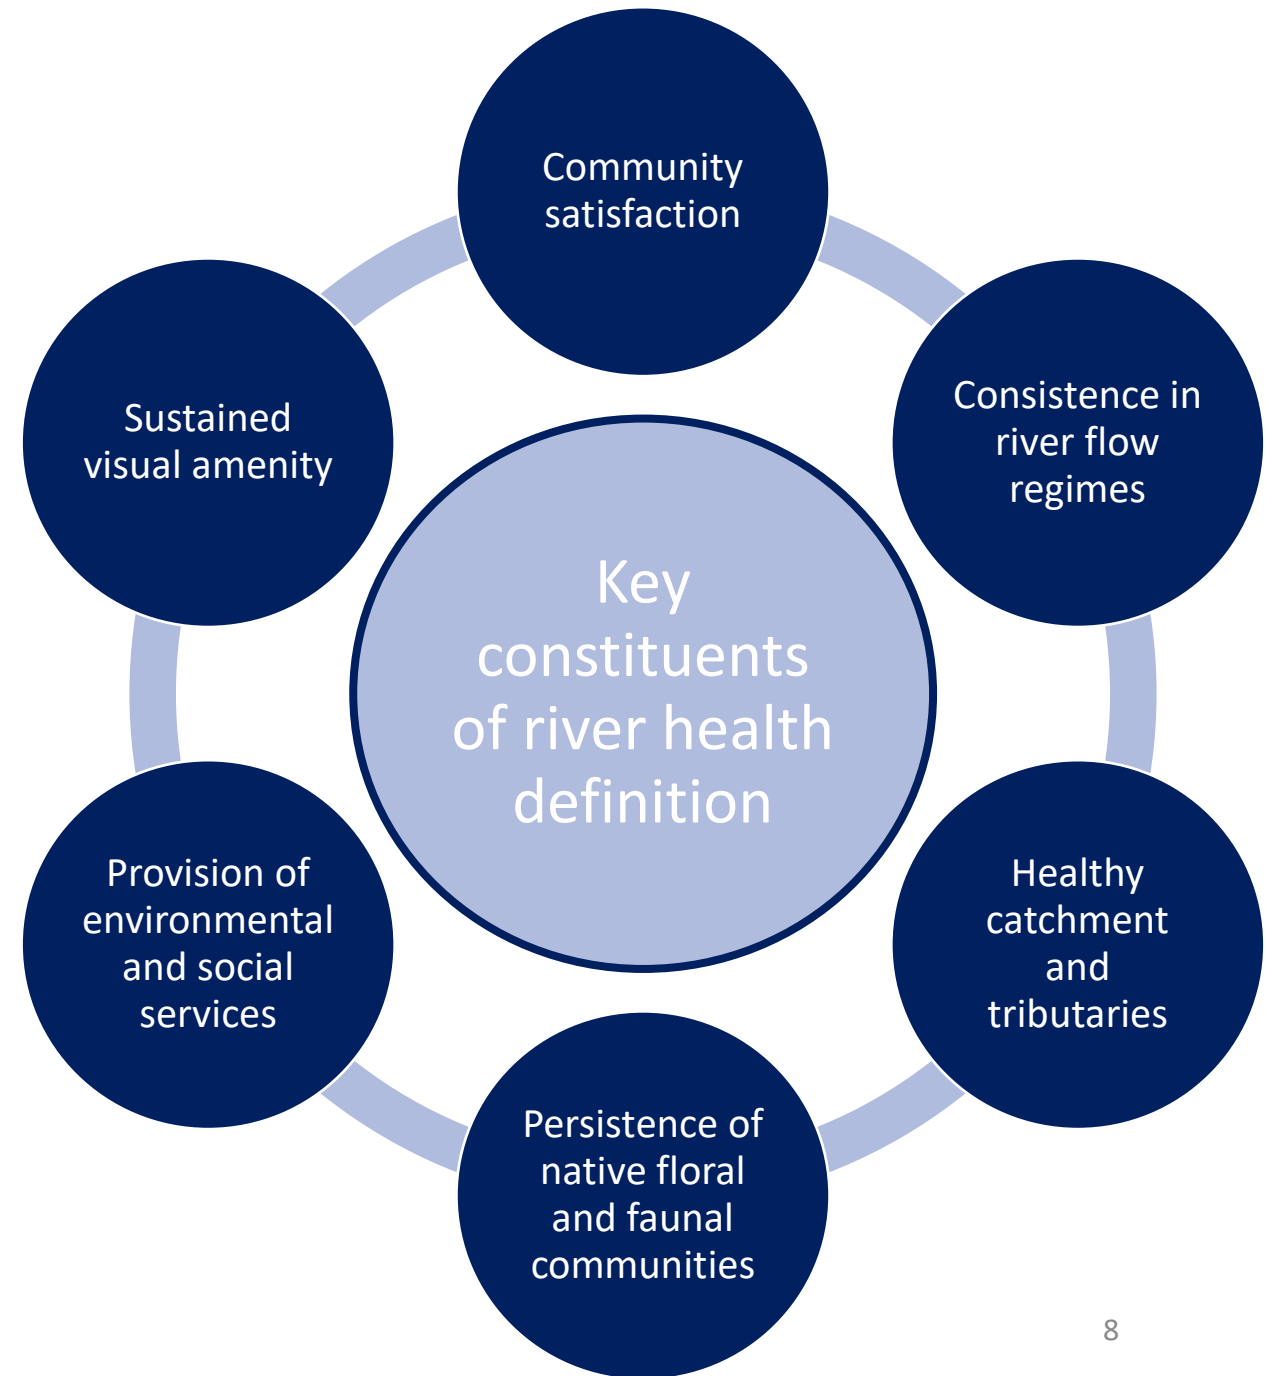 Community
satisfaction
Consistence in
river flow
regimes
Healthy
catchment
and
tributaries
Persistence of
native floral
and faunal
communities
Provision of
environmental
and social
services
Sustained
visual amenity
Key
constituents
of river health
definition
8